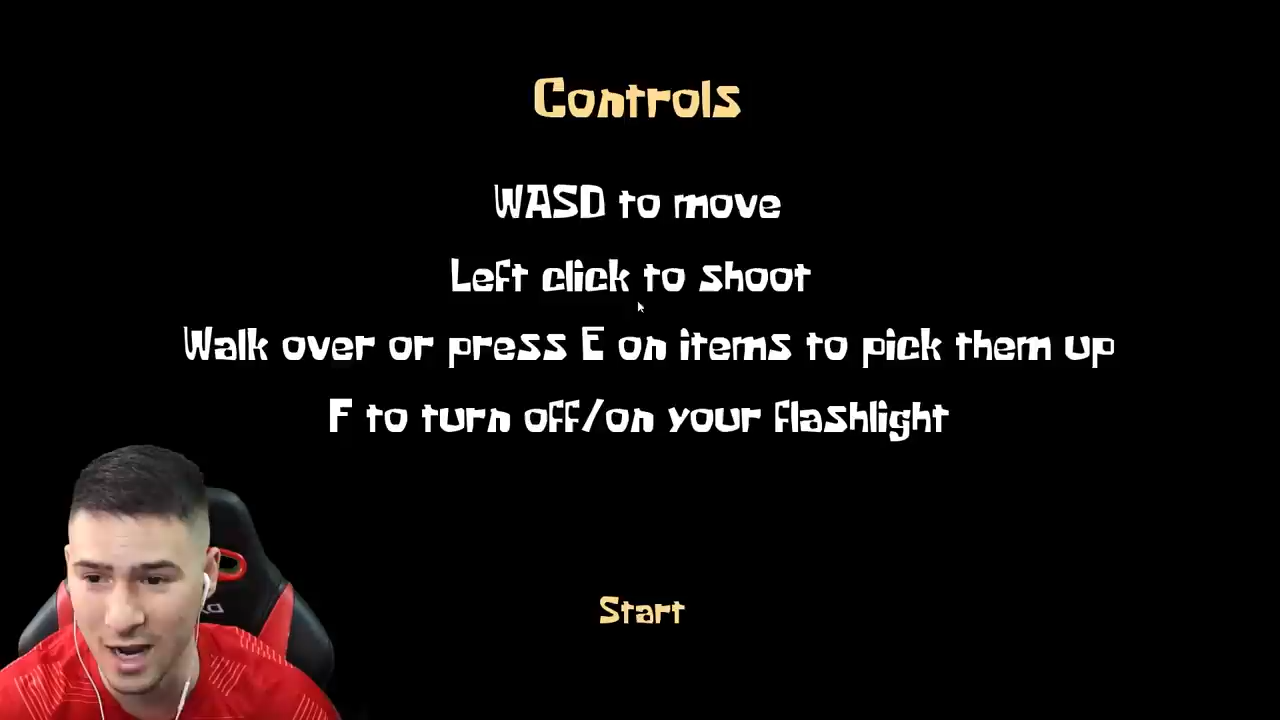 Controls
WASD to move
Left click to shoot
Walk over or press E on items to pick them up
F to turn off/on your flashlight
Start